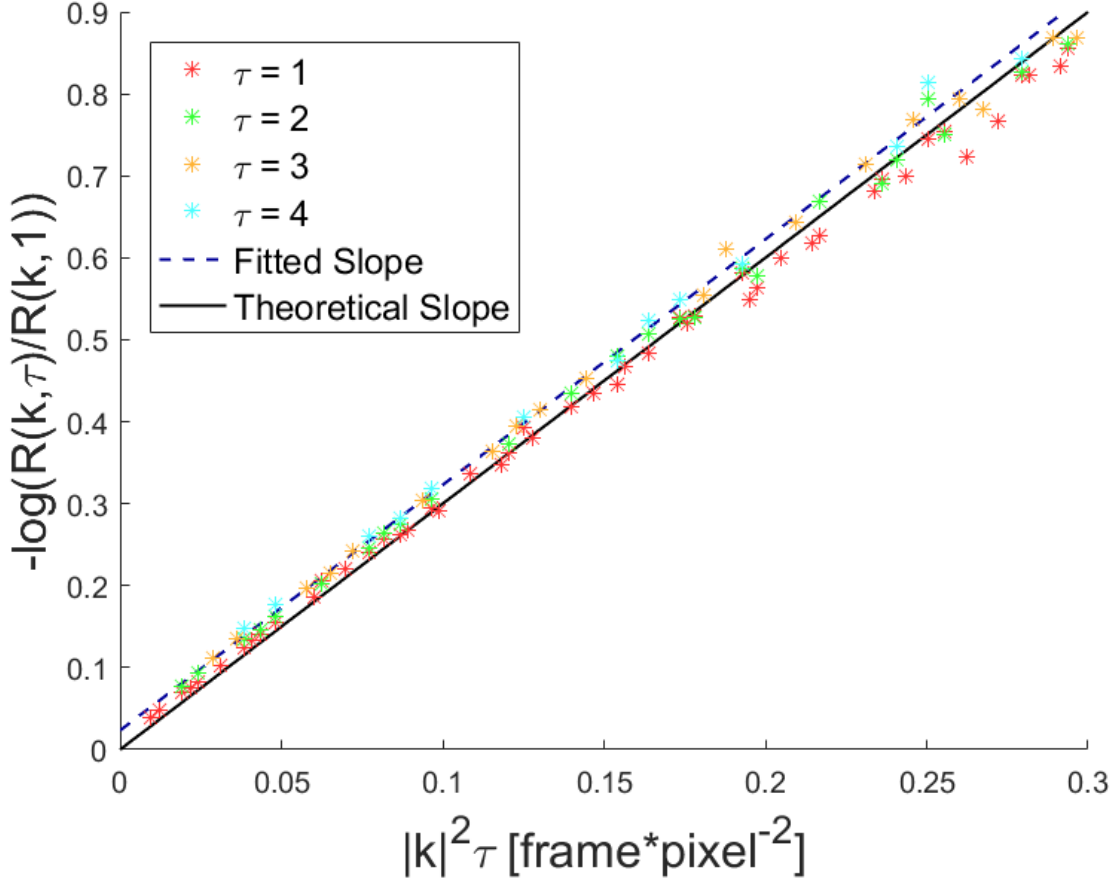 0.9
0.8
0.7
0.6
0.5
0.4
0.3
0.2
0.1
0
-log(R(k,τ)/R(k,1))
τ = 1
τ = 2
τ = 3
τ = 4
Fitted Slope
Theoretical Slope
0 0.05 0.1 0.15 0.2 0.25 0.3
|k|²τ [frame*pixel⁻²]